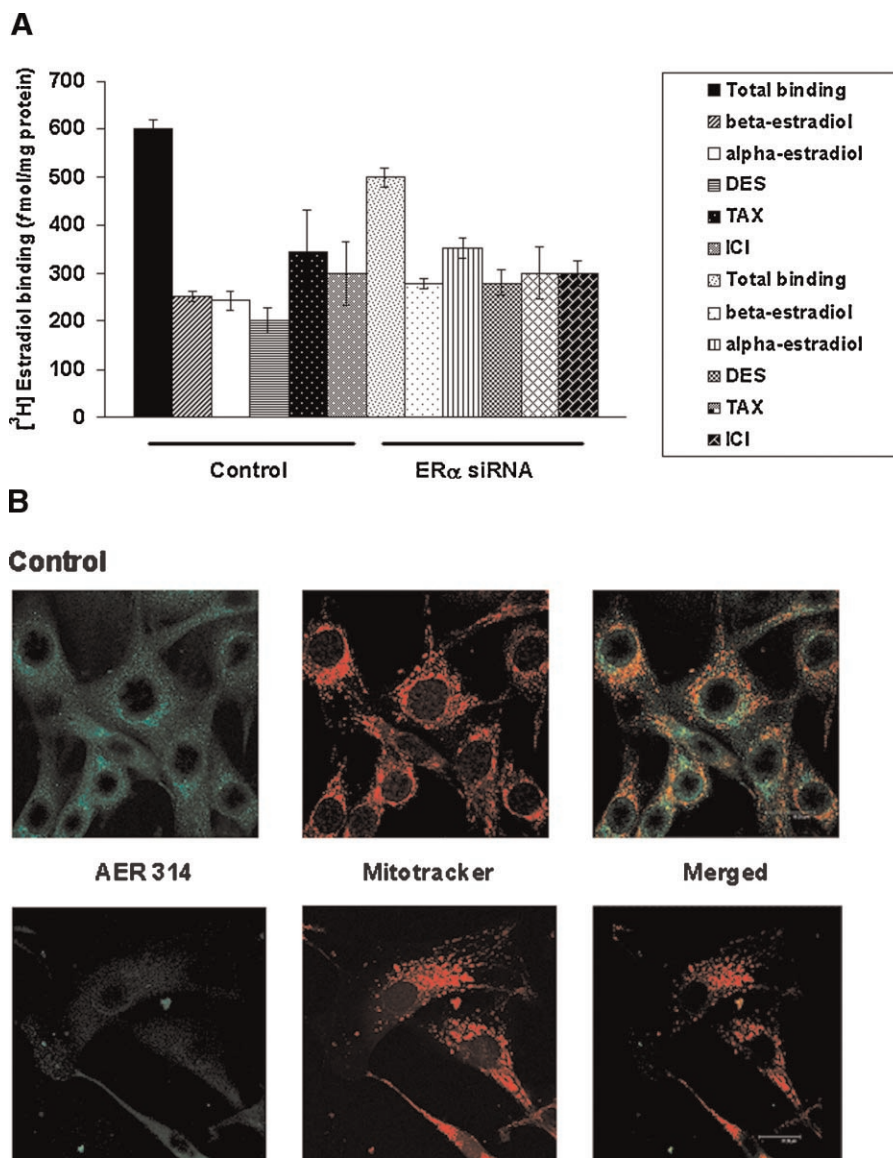 A
[³H] Estradiol binding (fmol/mg protein)
700
600
500
400
300
200
100
0
Control
ERα siRNA
Total binding
beta-estradiol
alpha-estradiol
DES
TAX
ICI
Total binding
beta-estradiol
alpha-estradiol
DES
TAX
ICI
B
Control
AER 314
Mitotracker
Merged